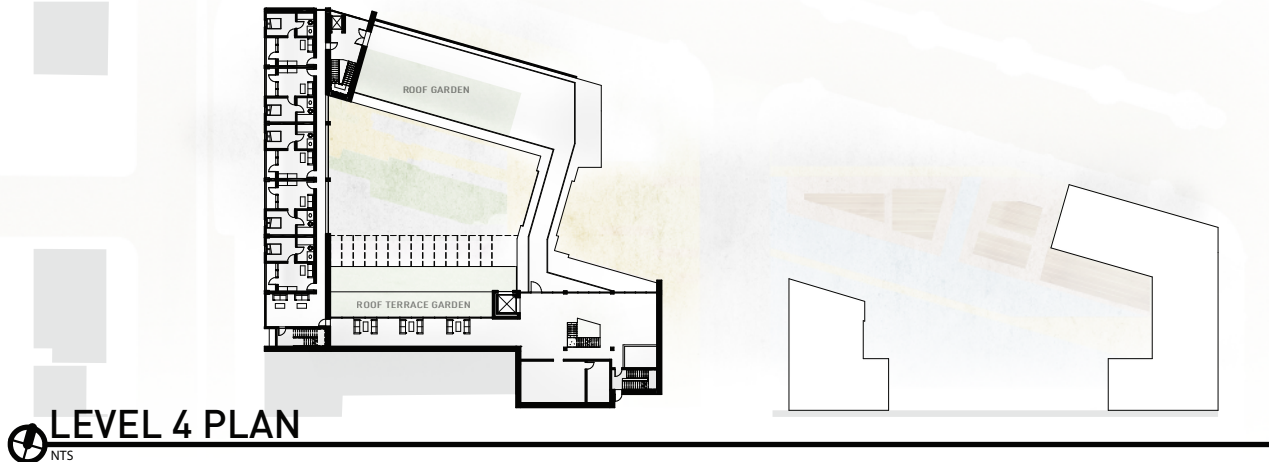 ROOF GARDEN
ROOF TERRACE GARDEN
LEVEL 4 PLAN
NTS